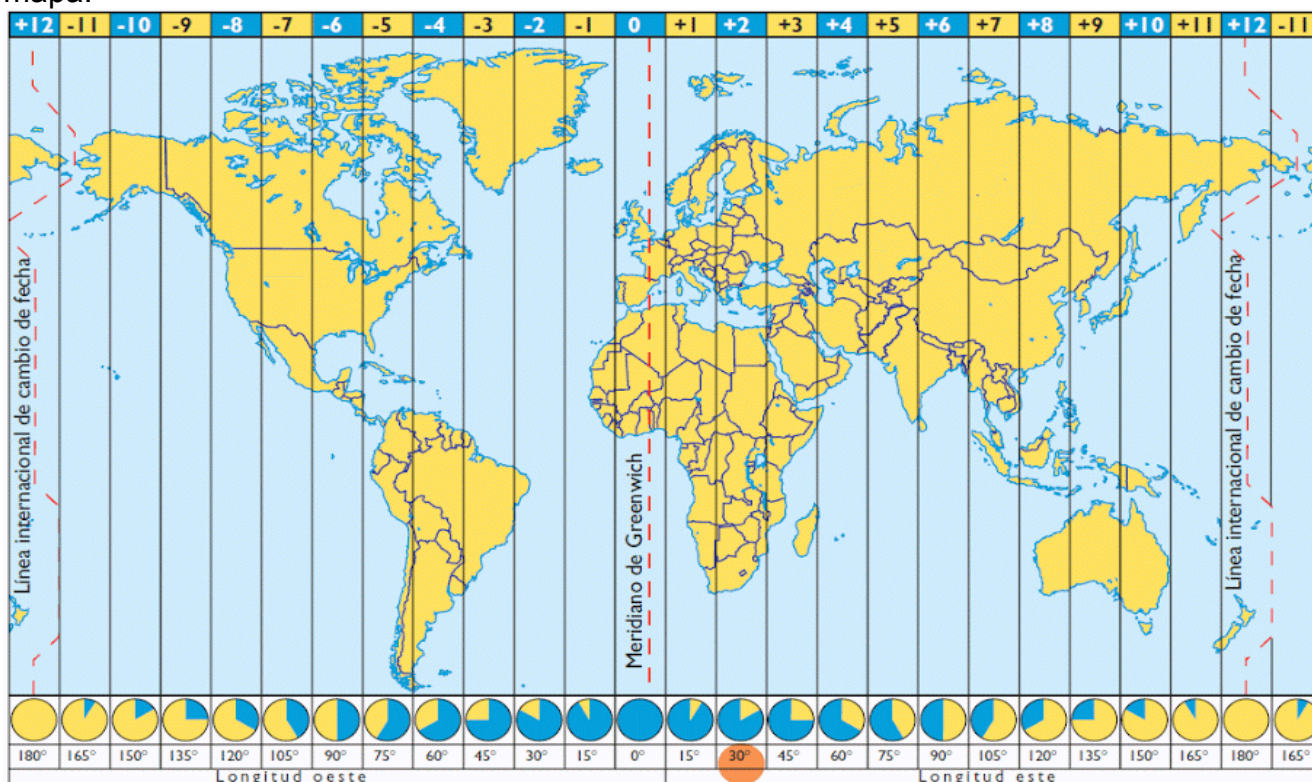 mapa.
+12 -11 -10 -9 -8 -7 -6 -5 -4 -3 -2 -1 0 +1 +2 +3 +4 +5 +6 +7 +8 +9 +10 +11 +12 -11
Línea internacional de cambio de fecha
Meridiano de Greenwich
Línea internacional de cambio de fecha
180° 165° 150° 135° 120° 105° 90° 75° 60° 45° 30° 15° 0° 15° 30° 45° 60° 75° 90° 105° 120° 135° 150° 165° 180° 165°
Longitud oeste Longitud este